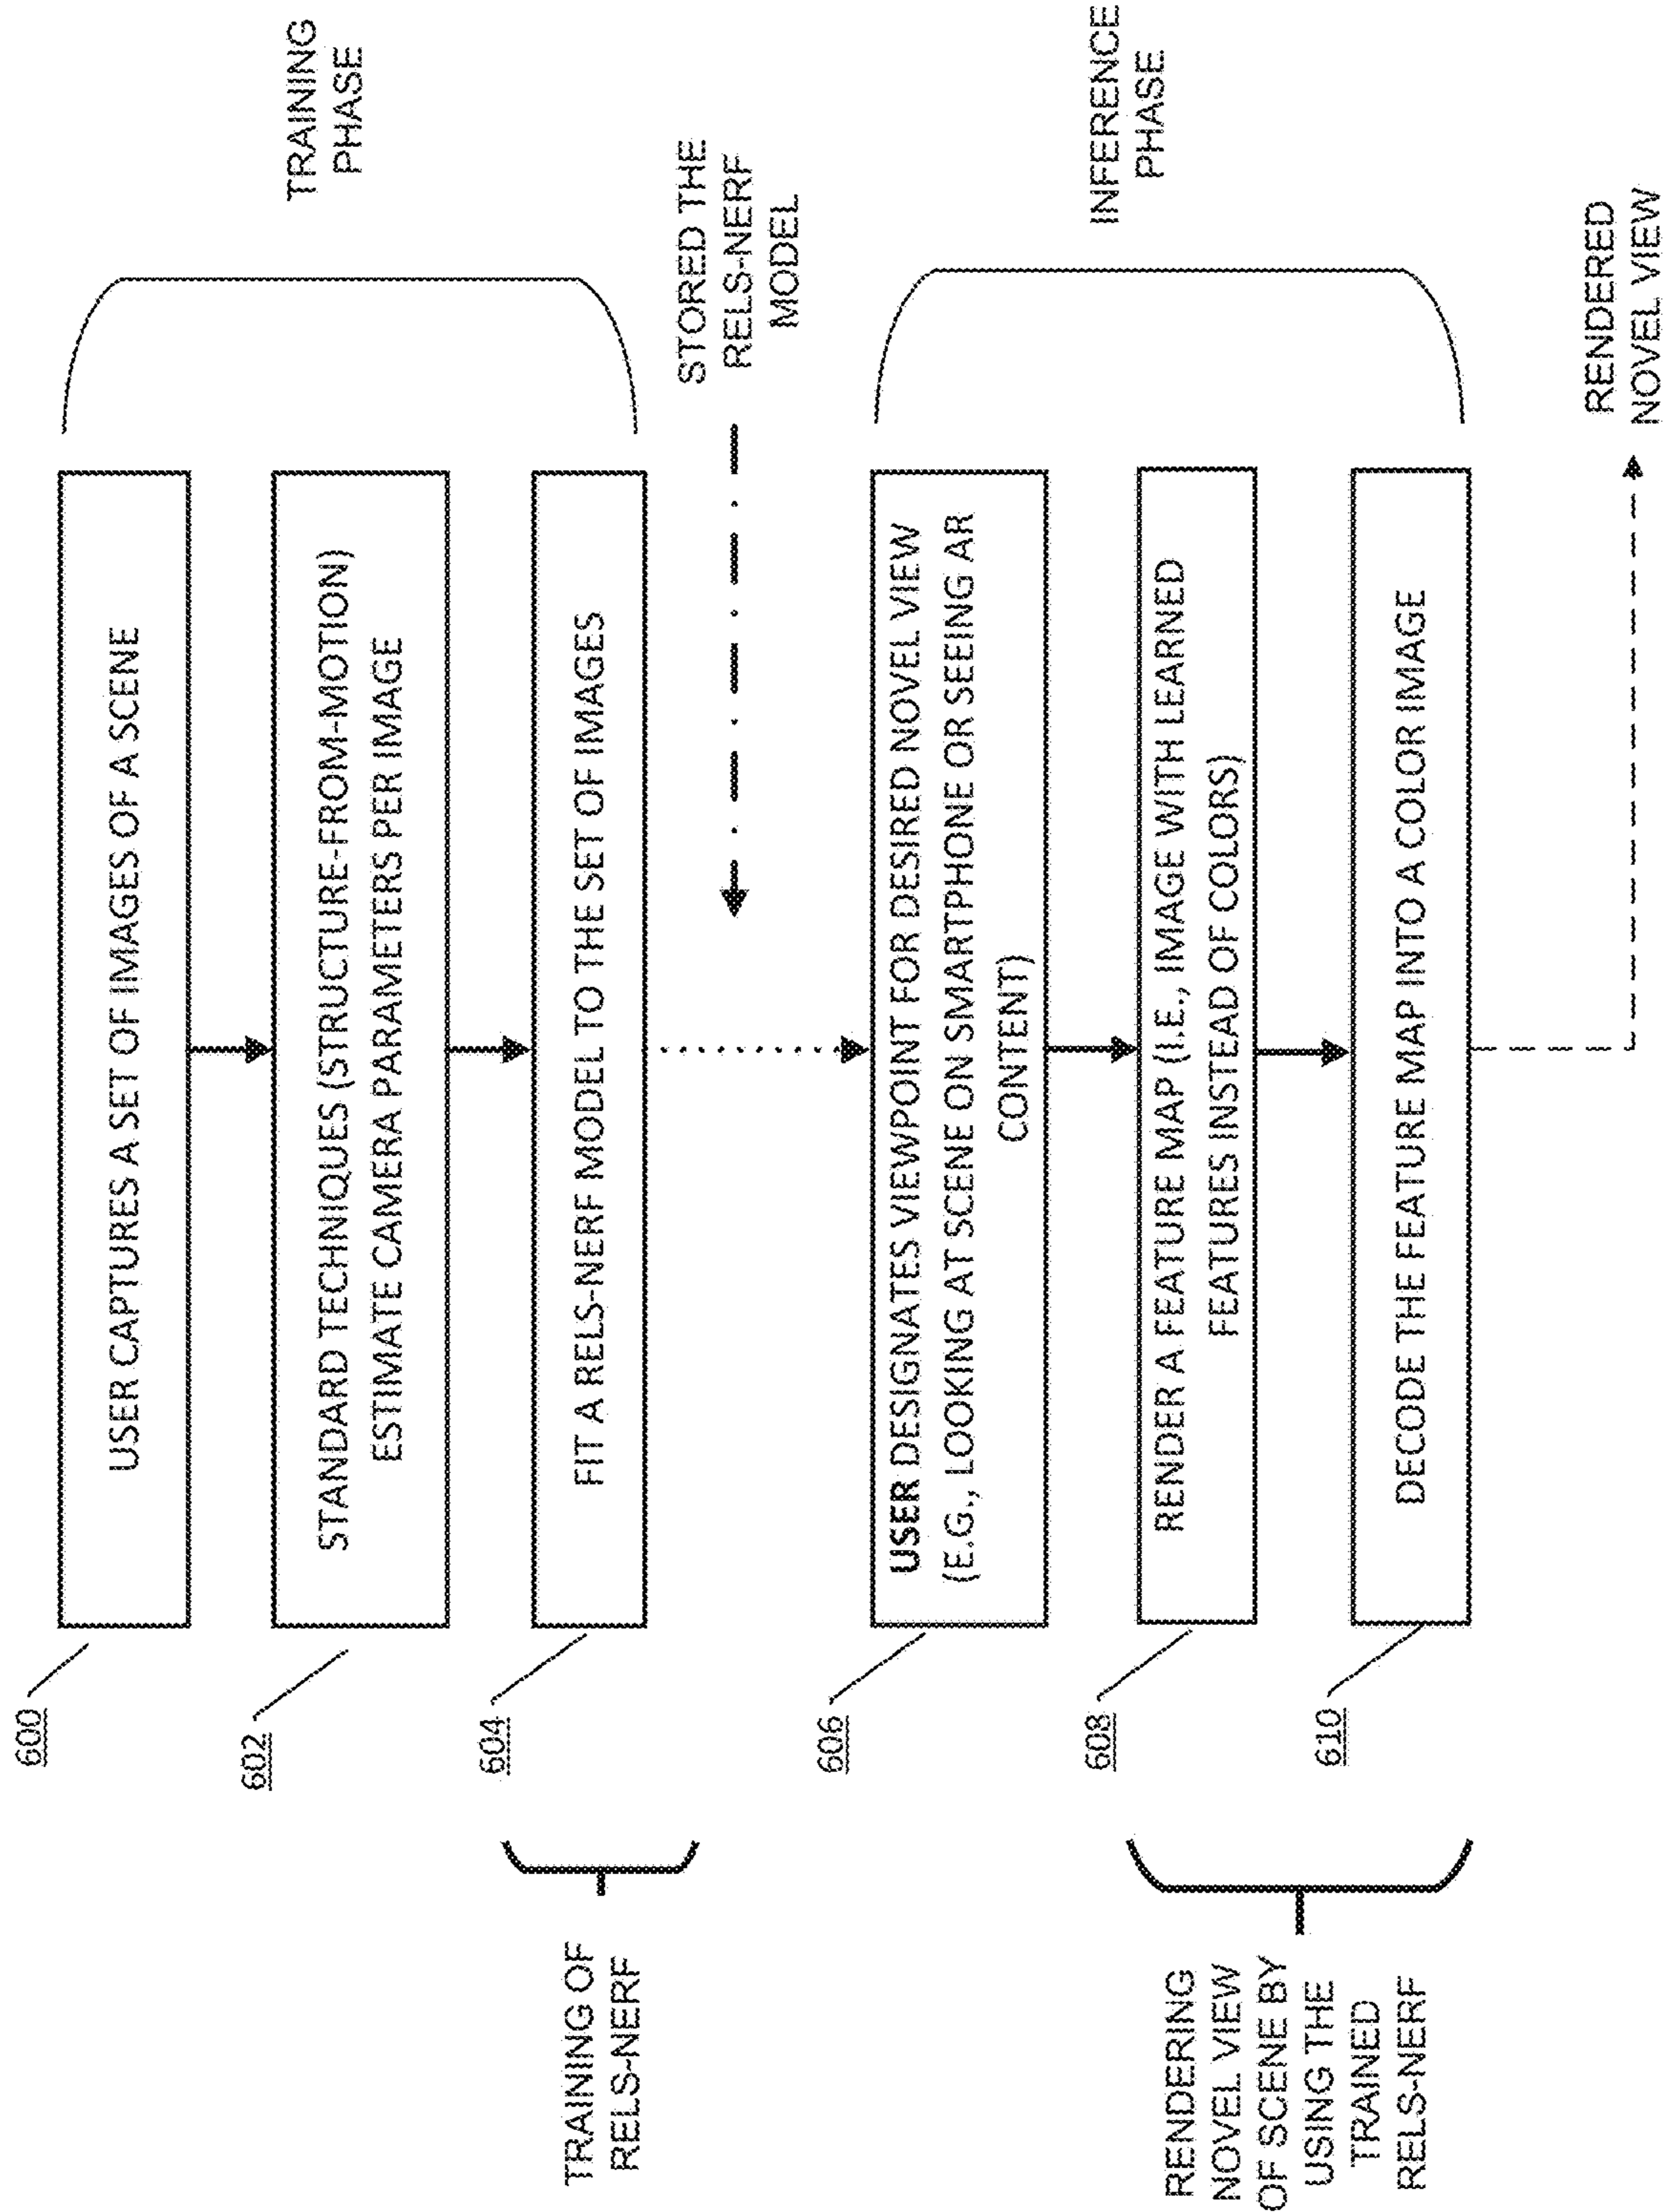 600
USER CAPTURES A SET OF IMAGES OF A SCENE
602
STANDARD TECHNIQUES (STRUCTURE-FROM-MOTION)
ESTIMATE CAMERA PARAMETERS PER IMAGE
TRAINING OF
RELS-NERF
604
FIT A RELS-NERF MODEL TO THE SET OF IMAGES
TRAINING
PHASE
STORED THE
RELS-NERF
MODEL
606
USER DESIGNATES VIEWPOINT FOR DESIRED NOVEL VIEW
(E.G., LOOKING AT SCENE ON SMARTPHONE OR SEEING AR
CONTENT)
RENDERING
NOVEL VIEW
OF SCENE BY
USING THE
TRAINED
RELS-NERF
608
RENDER A FEATURE MAP (I.E., IMAGE WITH LEARNED
FEATURES INSTEAD OF COLORS)
610
DECODE THE FEATURE MAP INTO A COLOR IMAGE
INFERENCE
PHASE
RENDERED
NOVEL VIEW